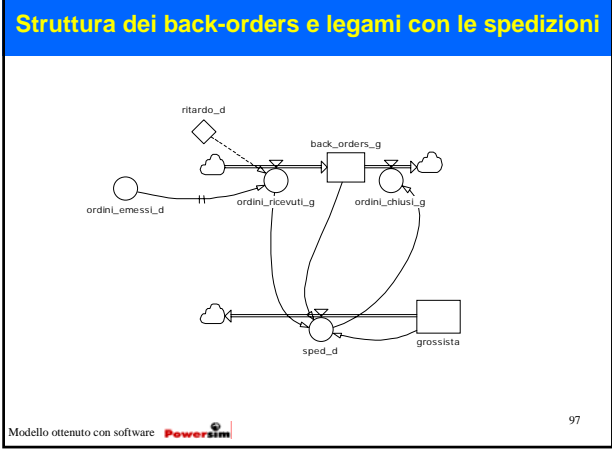 Struttura dei back-orders e legami con le spedizioni
ritardo_d
back_orders_g
ordini_emessi_d
ordini_ricevuti_g
ordini_chiusi_g
sped_d
grossista
97
Modello ottenuto con software Powersim